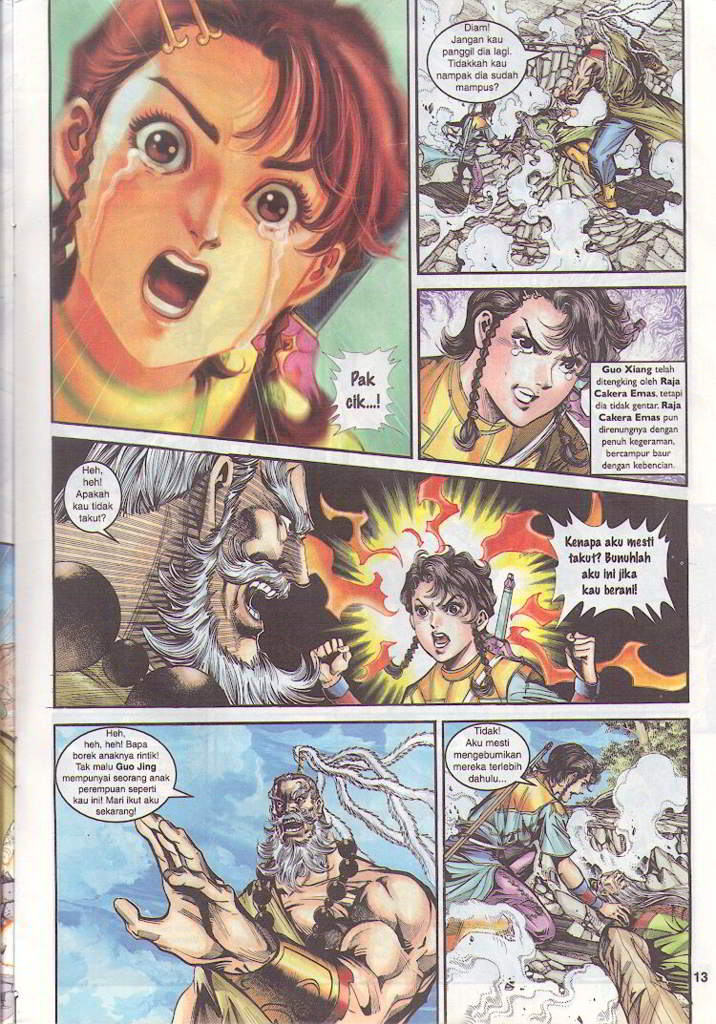 Pak
cik...!
Diam!
Jangan kau
panggil dia lagi.
Tidakkah kau
nampak dia sudah
mampus?
Guo Xiang telah
ditengking oleh Raja
Cakera Emas, tetapi
dia tidak gentar. Raja
Cakera Emas pun
direnungnya dengan
penuh kegeraman,
bercampur baur
dengan kebencian.
Heh,
heh!
Apakah
kau tidak
takut?
Kenapa aku mesti
takut? Bunuhlah
aku ini jika
kau berani!
Heh,
heh, heh! Bapa
borek anaknya rintik!
Tak malu Guo Jing
mempunyai seorang anak
perempuan seperti
kau ini! Mari ikut aku
sekarang!
Tidak!
Aku mesti
mengebumikan
mereka terlebih
dahulu...
13